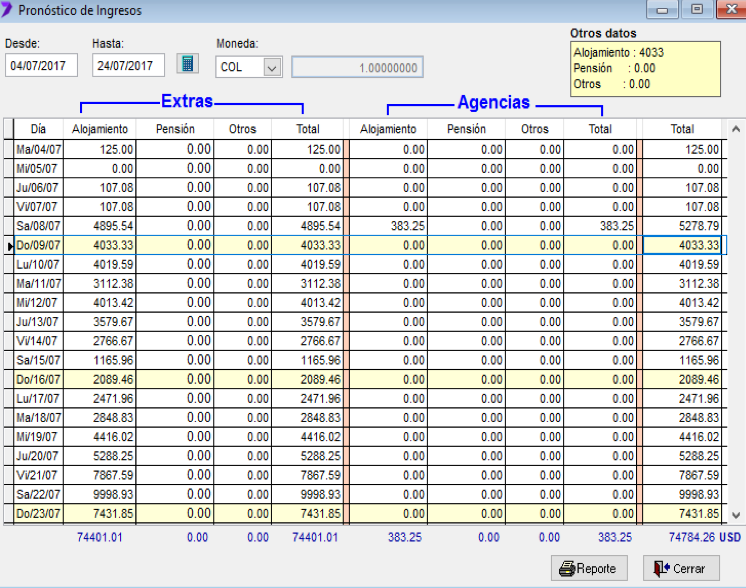 Pronóstico de Ingresos
Desde: Hasta: Moneda:
04/07/2017 24/07/2017 COL 1.00000000
Otros datos
Alojamiento : 4033
Pensión : 0.00
Otros : 0.00
Extras Agencias
Día Alojamiento Pensión Otros Total Alojamiento Pensión Otros Total Total
Ma/04/07 125.00 0.00 0.00 125.00 0.00 0.00 0.00 0.00 125.00
Mi/05/07 0.00 0.00 0.00 0.00 0.00 0.00 0.00 0.00 0.00
Ju/06/07 107.08 0.00 0.00 107.08 0.00 0.00 0.00 0.00 107.08
Vi/07/07 107.08 0.00 0.00 107.08 0.00 0.00 0.00 0.00 107.08
Sa/08/07 4895.54 0.00 0.00 4895.54 383.25 0.00 0.00 383.25 5278.79
Do/09/07 4033.33 0.00 0.00 4033.33 0.00 0.00 0.00 0.00 4033.33
Lu/10/07 4019.59 0.00 0.00 4019.59 0.00 0.00 0.00 0.00 4019.59
Ma/11/07 3112.38 0.00 0.00 3112.38 0.00 0.00 0.00 0.00 3112.38
Mi/12/07 4013.42 0.00 0.00 4013.42 0.00 0.00 0.00 0.00 4013.42
Ju/13/07 3579.67 0.00 0.00 3579.67 0.00 0.00 0.00 0.00 3579.67
Vi/14/07 2766.67 0.00 0.00 2766.67 0.00 0.00 0.00 0.00 2766.67
Sa/15/07 1165.96 0.00 0.00 1165.96 0.00 0.00 0.00 0.00 1165.96
Do/16/07 2089.46 0.00 0.00 2089.46 0.00 0.00 0.00 0.00 2089.46
Lu/17/07 2471.96 0.00 0.00 2471.96 0.00 0.00 0.00 0.00 2471.96
Ma/18/07 2848.83 0.00 0.00 2848.83 0.00 0.00 0.00 0.00 2848.83
Mi/19/07 4416.02 0.00 0.00 4416.02 0.00 0.00 0.00 0.00 4416.02
Ju/20/07 5288.25 0.00 0.00 5288.25 0.00 0.00 0.00 0.00 5288.25
Vi/21/07 7867.59 0.00 0.00 7867.59 0.00 0.00 0.00 0.00 7867.59
Sa/22/07 9998.93 0.00 0.00 9998.93 0.00 0.00 0.00 0.00 9998.93
Do/23/07 7431.85 0.00 0.00 7431.85 0.00 0.00 0.00 0.00 7431.85
74401.01 0.00 0.00 74401.01 383.25 0.00 0.00 383.25 74784.26 USD
Reporte Cerrar